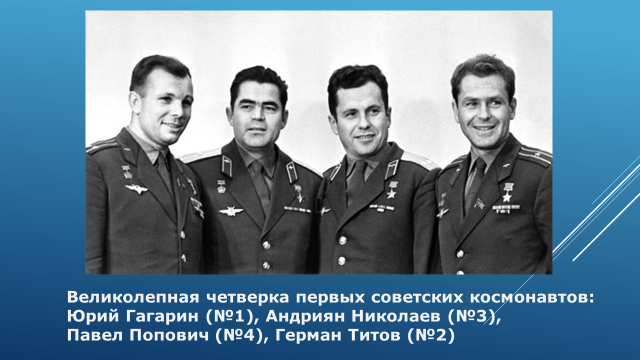 Великолепная четверка первых советских космонавтов:
Юрий Гагарин (№1), Андриян Николаев (№3),
Павел Попович (№4), Герман Титов (№2)